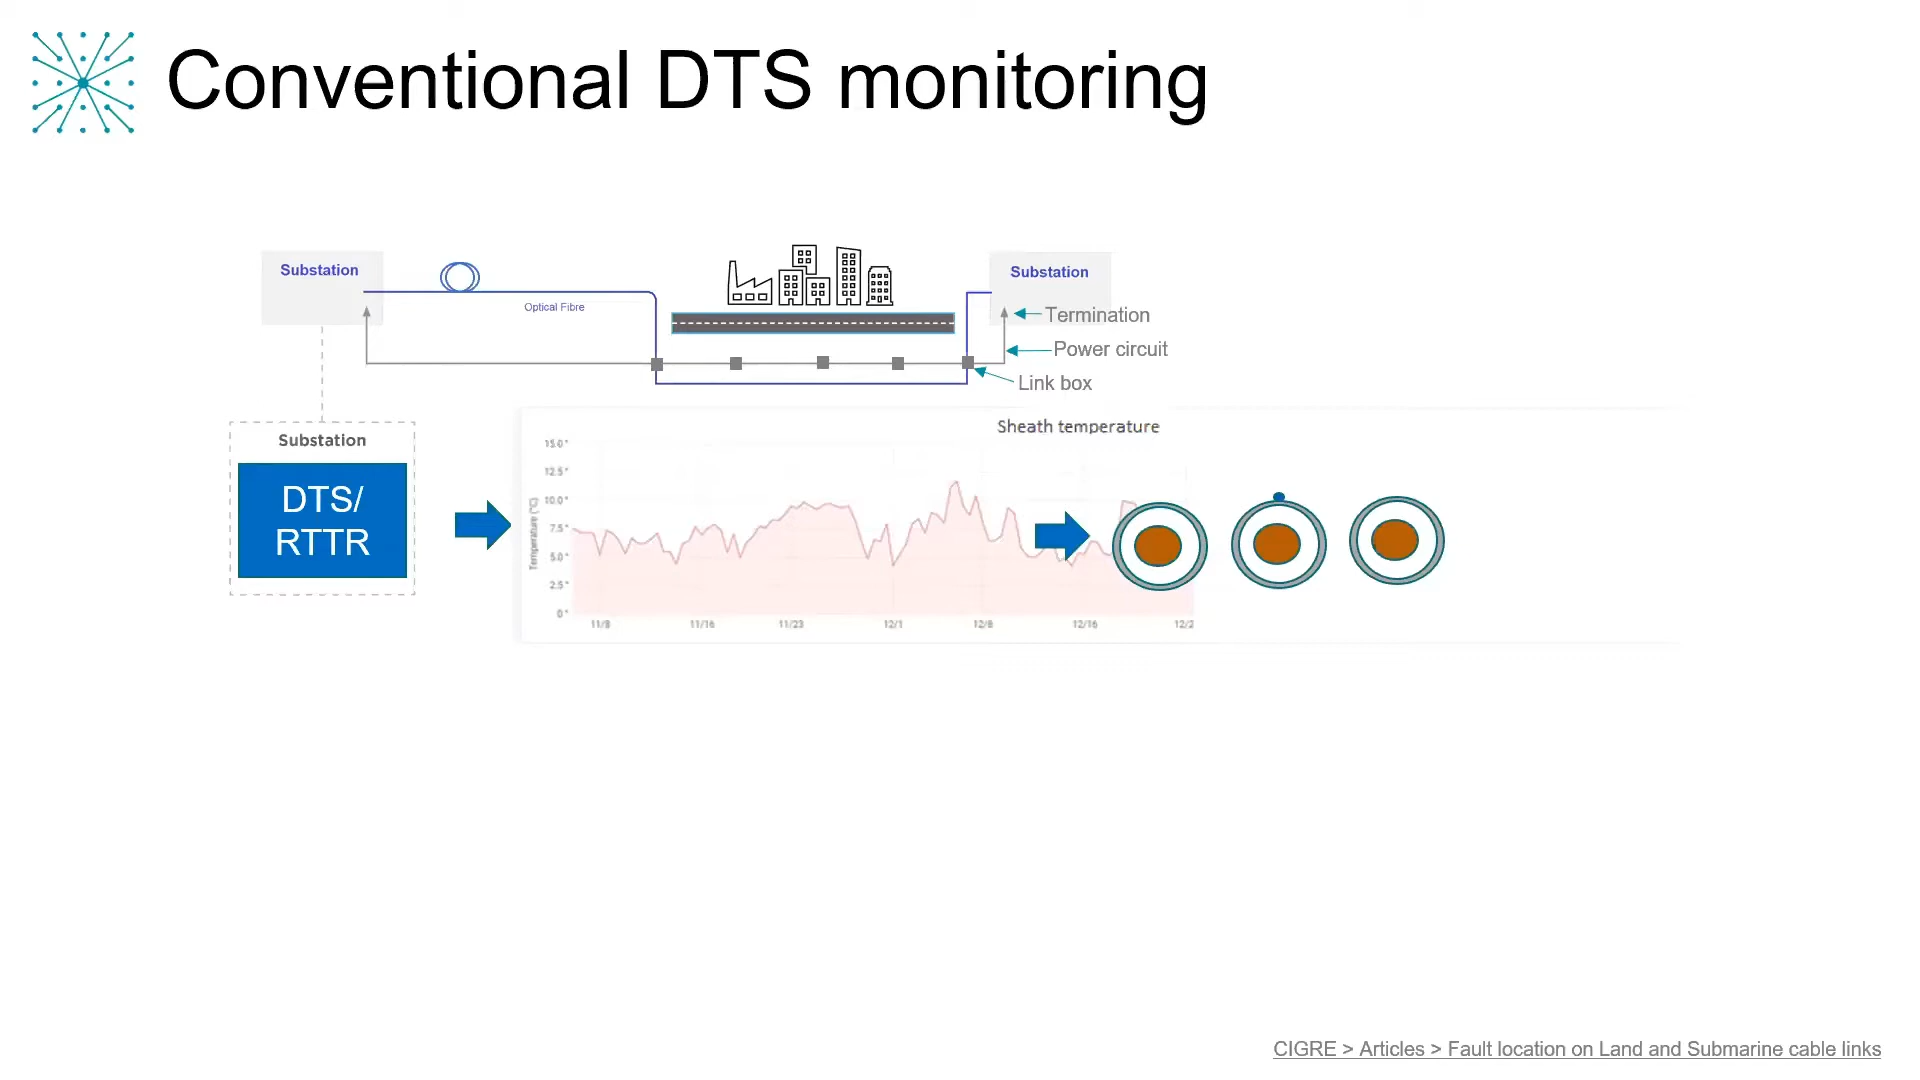 Conventional DTS monitoring
Substation
Substation
Optical Fibre
Termination
Power circuit
Link box
Sheath temperature
Substation
DTS/
RTTR
Temperature (°C)
15.0°
12.5°
10.0°
7.5°
5.0°
2.5°
0°
11/8
11/16
11/23
12/1
12/8
12/16
12/2
CIGRE > Articles > Fault location on Land and Submarine cable links